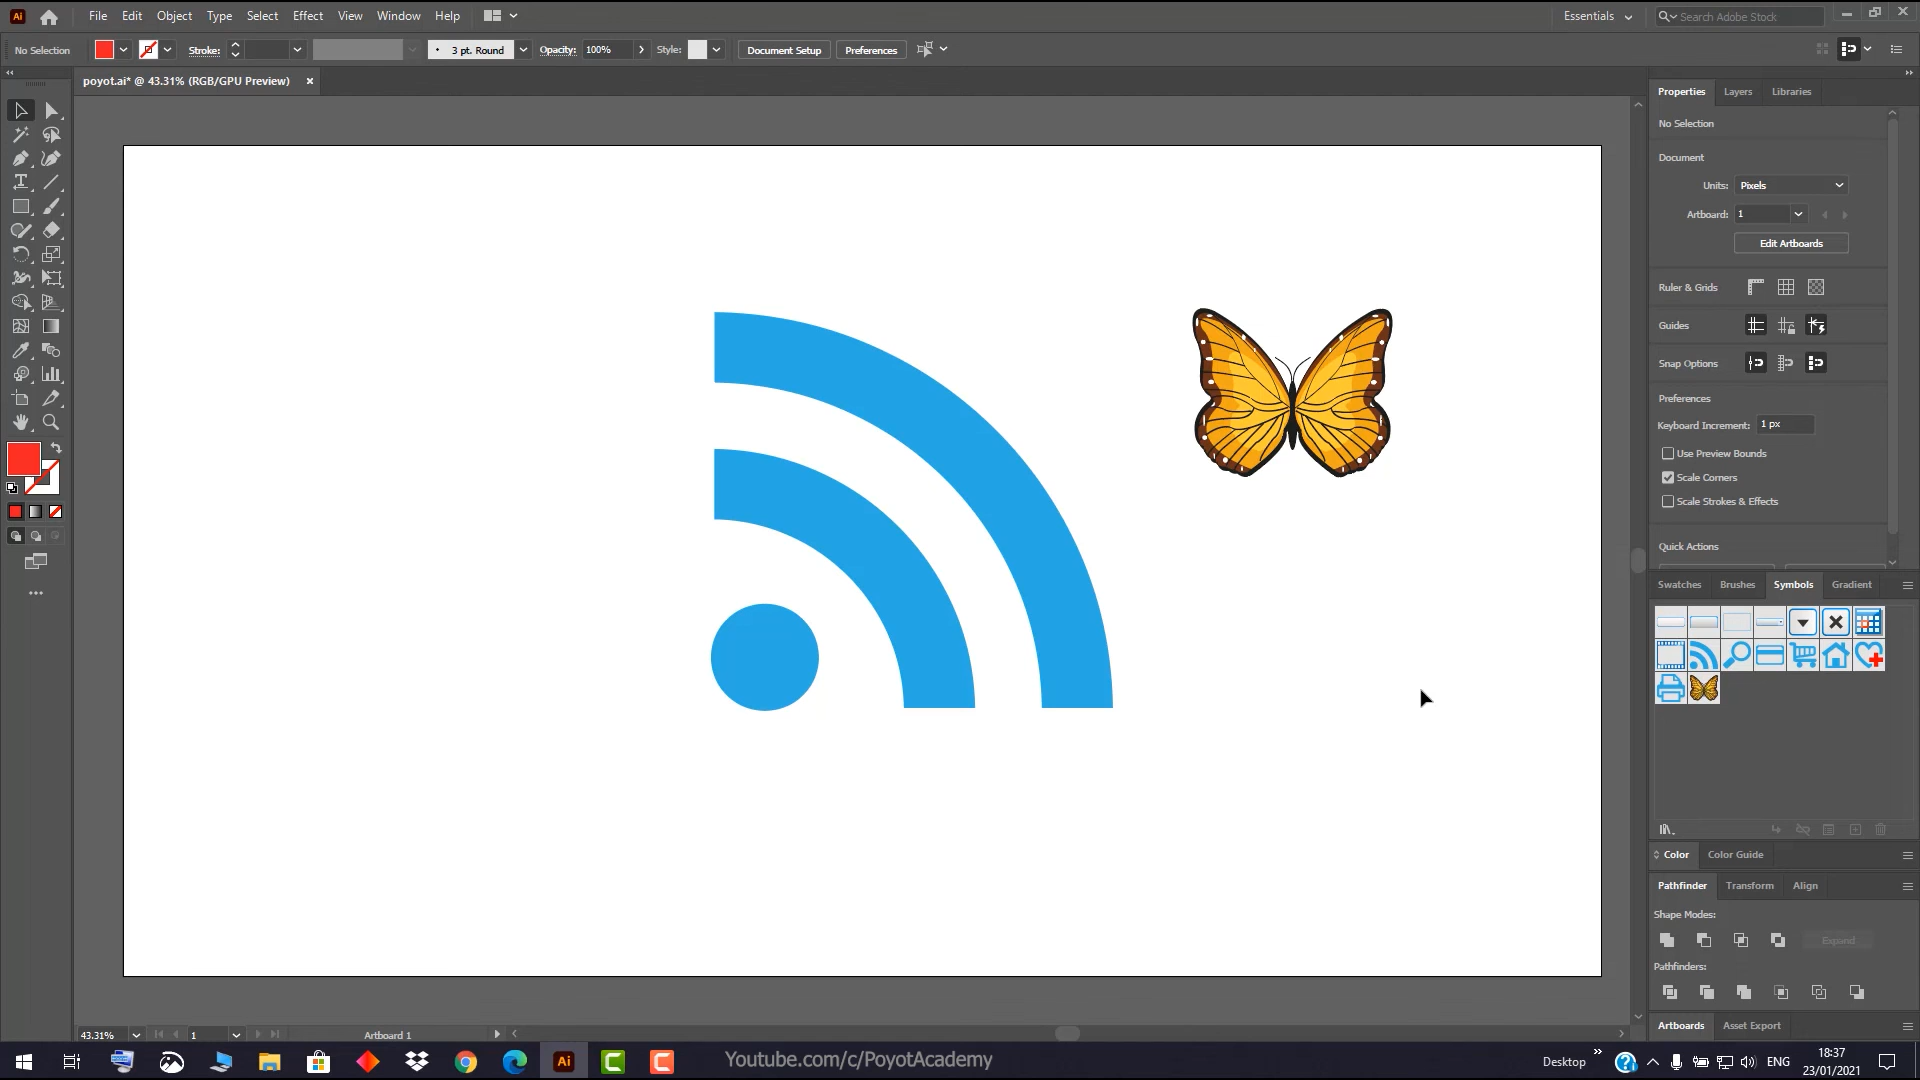 Ai File Edit Object Type Select Effect View Window Help Essentials Search Adobe Stock
No Selection Stroke: 3 pt. Round Opacity: 100% Style: Document Setup Preferences
poyot.ai* @ 43.31% (RGB/GPU Preview)
Properties Layers Libraries
No Selection
Document
Units: Pixels
Artboard: 1
Edit Artboards
Ruler & Grids
Guides
Snap Options
Preferences
Keyboard Increment: 1 px
Use Preview Bounds
Scale Corners
Scale Strokes & Effects
Quick Actions
Swatches Brushes Symbols Gradient
Color Color Guide
Pathfinder Transform Align
Shape Modes:
Expand
Pathfinders:
Artboards Asset Export
43.31% 1 Artboard 1
Ai Youtube.com/c/PoyotAcademy Desktop ENG 18:37
23/01/2021